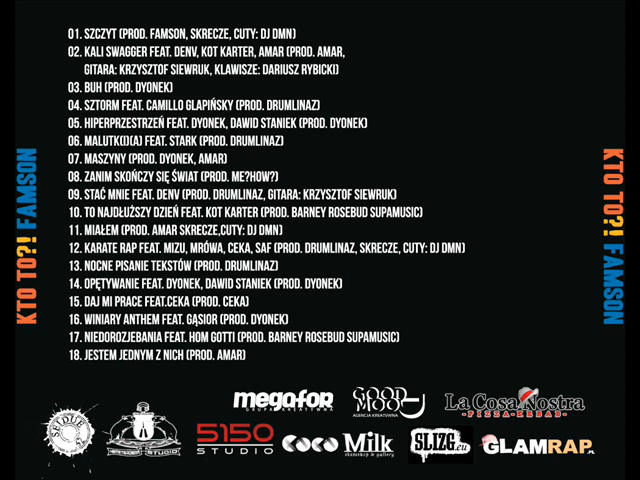 01. SZCZYT (PROD. FAMSON, SKRECZE, CUTY: DJ DMN)
02. KALI SWAGGER FEAT. DENV, KOT KARTER, AMAR (PROD. AMAR,
GITARA: KRZYSZTOF SIEWRUK, KLAWISZE: DARIUSZ RYBICKI)
03. BUH (PROD. DYONEK)
04. SZTORM FEAT. CAMILLO GLAPIŃSKY (PROD. DRUMLINAZ)
05. HIPERPRZESTRZEŃ FEAT. DYONEK, DAWID STANIEK (PROD. DYONEK)
06. MALUTK(I)(A) FEAT. STARK (PROD. DRUMLINAZ)
07. MASZYNY (PROD. DYONEK, AMAR)
08. ZANIM SKOŃCZY SIĘ ŚWIAT (PROD. ME?HOW?)
09. STAĆ MNIE FEAT. DENV (PROD. DRUMLINAZ, GITARA: KRZYSZTOF SIEWRUK)
10. TO NAJDŁUŻSZY DZIEŃ FEAT. KOT KARTER (PROD. BARNEY ROSEBUD SUPAMUSIC)
11. MIAŁEM (PROD. AMAR SKRECZE,CUTY: DJ DMN)
12. KARATE RAP FEAT. MIZU, MRÓWA, CEKA, SAF (PROD. DRUMLINAZ, SKRECZE, CUTY: DJ DMN)
13. NOCNE PISANIE TEKSTÓW (PROD. DRUMLINAZ)
14. OPĘTYWANIE FEAT. DYONEK, DAWID STANIEK (PROD. DYONEK)
15. DAJ MI PRACE FEAT.CEKA (PROD. CEKA)
16. WINIARY ANTHEM FEAT. GĄSIOR (PROD. DYONEK)
17. NIEDOROZJEBANIA FEAT. HOM GOTTI (PROD. BARNEY ROSEBUD SUPAMUSIC)
18. JESTEM JEDNYM Z NICH (PROD. AMAR)
KTO TO?! FAMSON
KTO TO?! FAMSON
megafor
GRUPA KREATYWNA
GOOD MOOD
AGENCJA KREATYWNA
La Cosa Nostra
PIZZA-KEBAB
STUDIO
5150
STUDIO
COCO Milk
skateshop & gallery
SLIZG.eu
GLAMRAP.PL